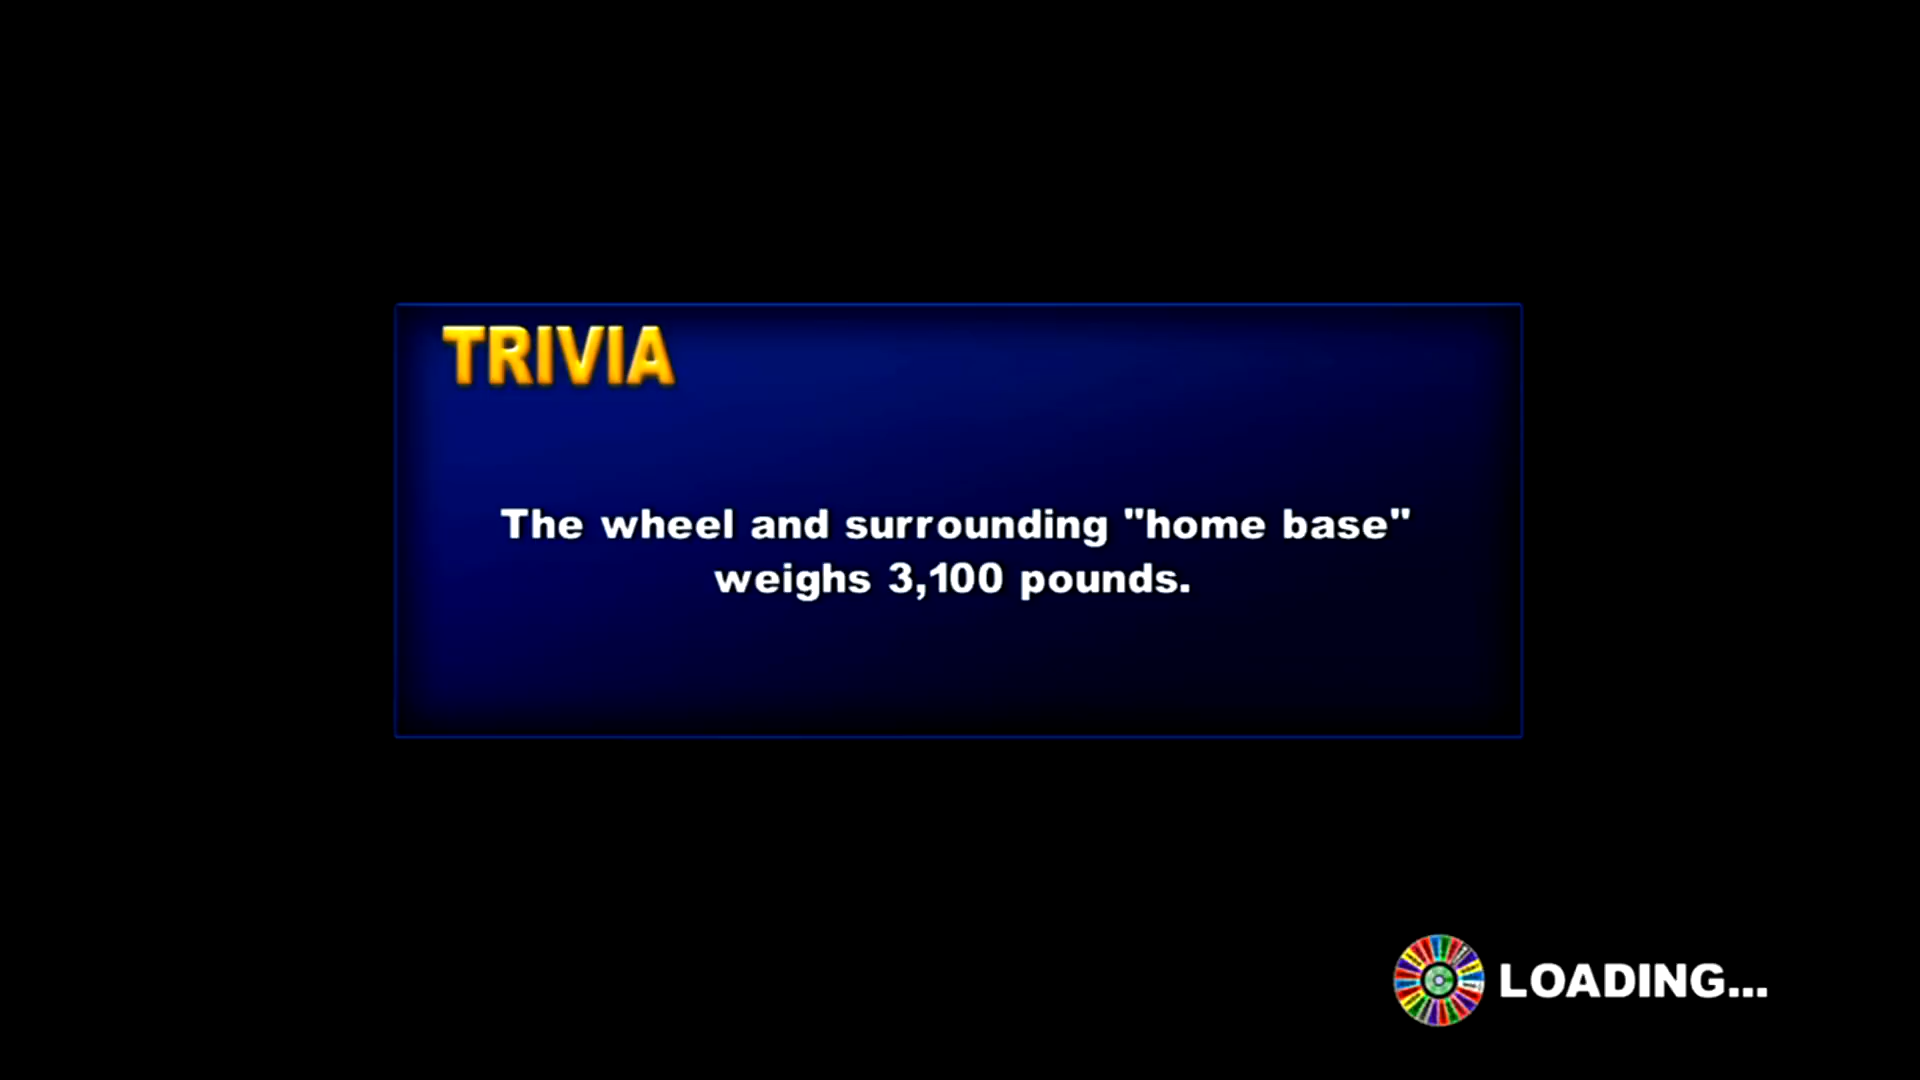 TRIVIA
The wheel and surrounding "home base"
weighs 3,100 pounds.
LOADING...